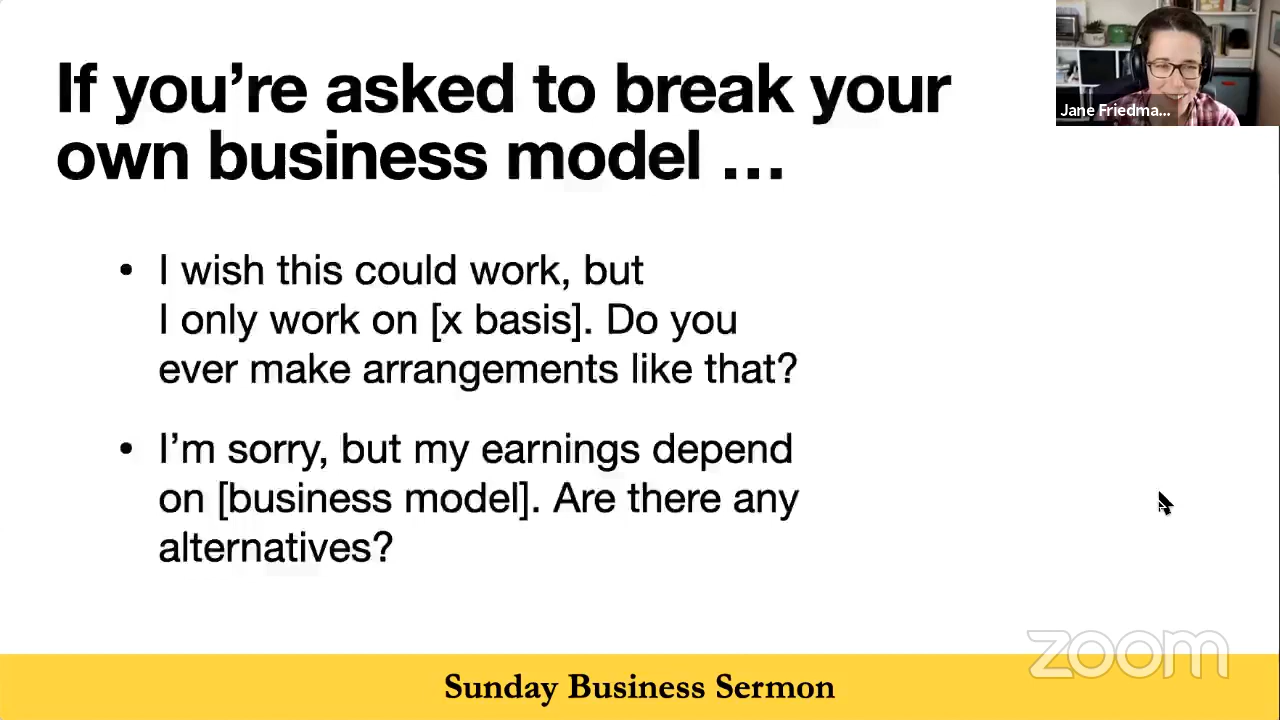 If you’re asked to break your
own business model …
Jane Friedma...
• I wish this could work, but
I only work on [x basis]. Do you
ever make arrangements like that?
• I’m sorry, but my earnings depend
on [business model]. Are there any
alternatives?
zoom
Sunday Business Sermon